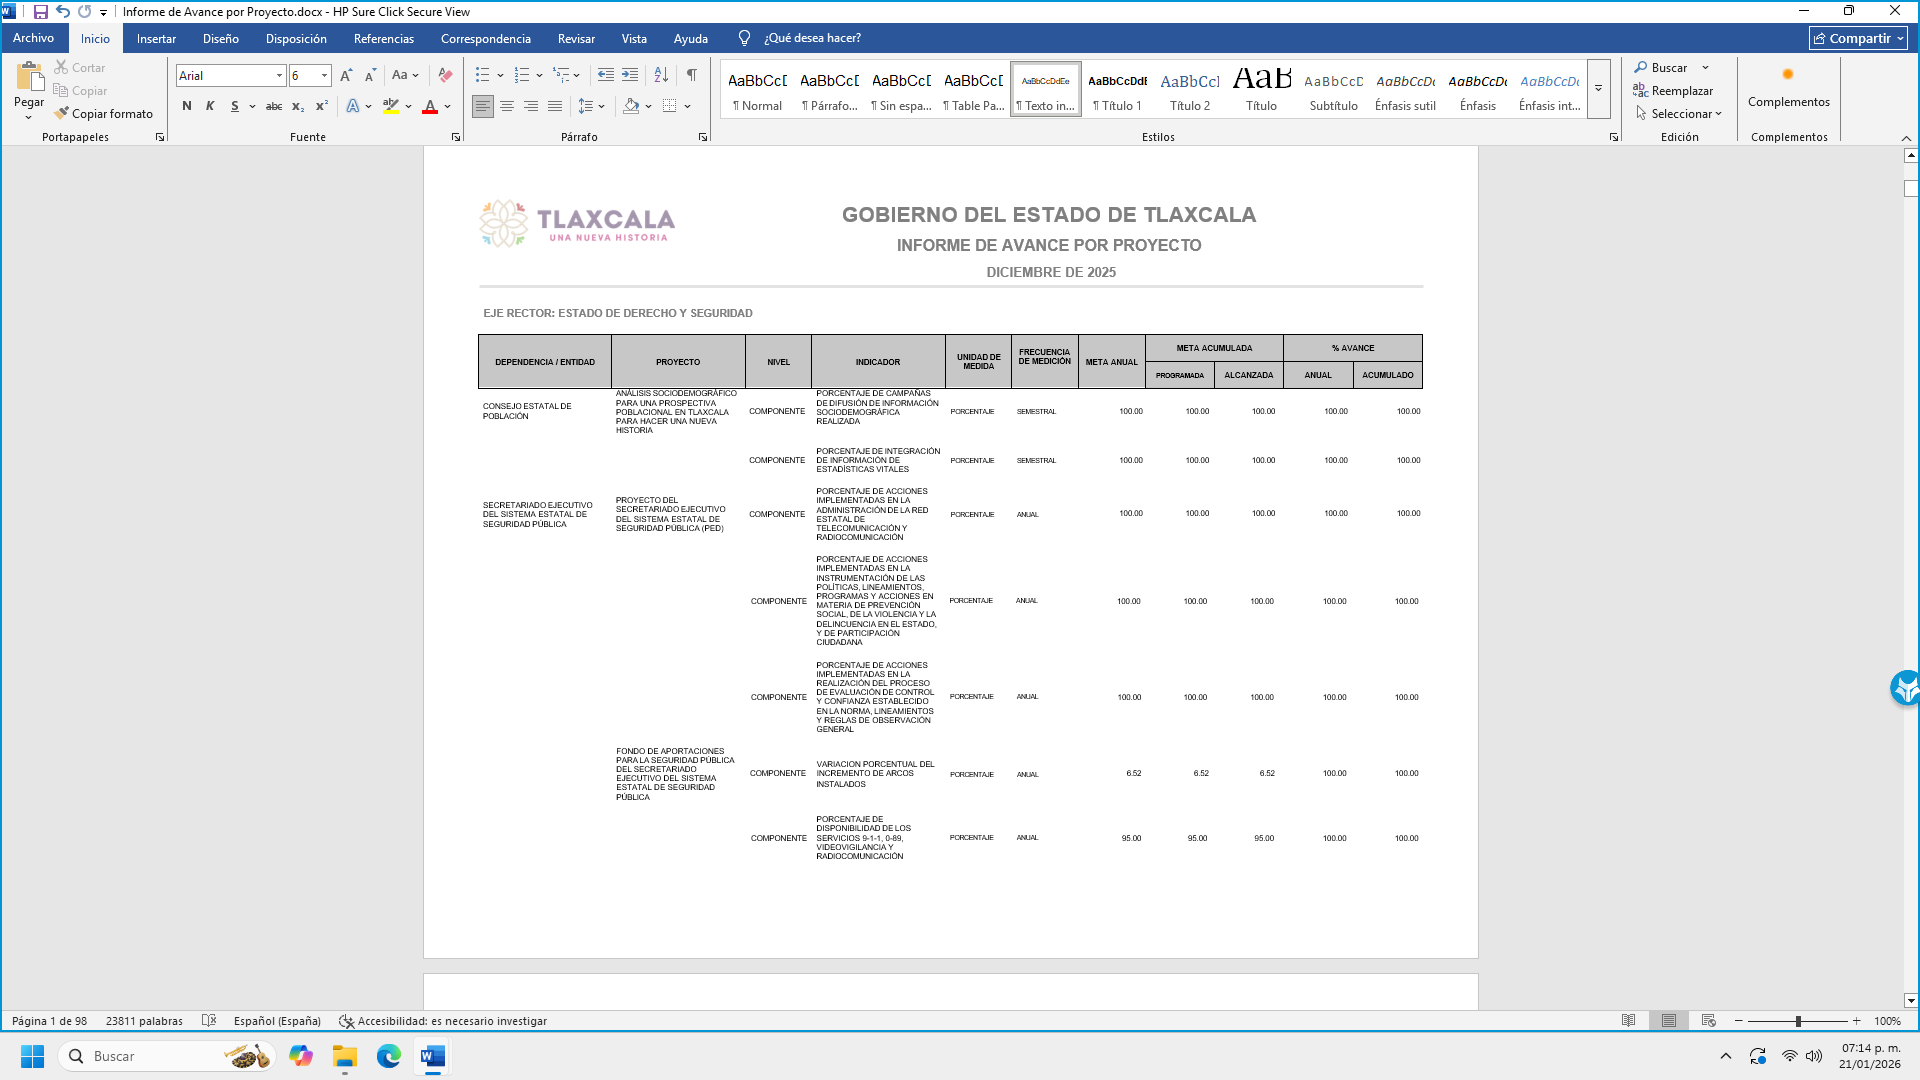 Informe de Avance por Proyecto.docx - HP Sure Click Secure View
Archivo
Inicio
Insertar
Diseño
Disposición
Referencias
Correspondencia
Revisar
Vista
Ayuda
¿Qué desea hacer?
Compartir
Pegar
Cortar
Copiar
Copiar formato
Portapapeles
Arial
6
Aa
N K S abc x₂ x²
Fuente
Párrafo
AaBbCcD ¶ Normal
AaBbCcD ¶ Párrafo...
AaBbCcD ¶ Sin espa...
AaBbCcD ¶ Table Pa...
AaBbCcDdEe ¶ Texto in...
AaBbCcDdE ¶ Título 1
AaBbCcI Título 2
AaB Título
AaBbCcD Subtítulo
AaBbCcDc Énfasis sutil
AaBbCcDc Énfasis
AaBbCcDc Énfasis int...
Estilos
Buscar
Reemplazar
Seleccionar
Edición
Complementos
Complementos
TLAXCALA
UNA NUEVA HISTORIA
GOBIERNO DEL ESTADO DE TLAXCALA
INFORME DE AVANCE POR PROYECTO
DICIEMBRE DE 2025
EJE RECTOR: ESTADO DE DERECHO Y SEGURIDAD
DEPENDENCIA / ENTIDAD
PROYECTO
NIVEL
INDICADOR
UNIDAD DE
MEDIDA
FRECUENCIA
DE MEDICIÓN
META ANUAL
META ACUMULADA
PROGRAMADA
ALCANZADA
% AVANCE
ANUAL
ACUMULADO
CONSEJO ESTATAL DE
POBLACIÓN
ANÁLISIS SOCIODEMOGRÁFICO
PARA UNA PROSPECTIVA
POBLACIONAL EN TLAXCALA
PARA HACER UNA NUEVA
HISTORIA
COMPONENTE
PORCENTAJE DE CAMPAÑAS
DE DIFUSIÓN DE INFORMACIÓN
SOCIODEMOGRÁFICA
REALIZADA
PORCENTAJE
SEMESTRAL
100.00 100.00 100.00 100.00 100.00
COMPONENTE
PORCENTAJE DE INTEGRACIÓN
DE INFORMACIÓN DE
ESTADÍSTICAS VITALES
PORCENTAJE
SEMESTRAL
100.00 100.00 100.00 100.00 100.00
SECRETARIADO EJECUTIVO
DEL SISTEMA ESTATAL DE
SEGURIDAD PÚBLICA
PROYECTO DEL
SECRETARIADO EJECUTIVO
DEL SISTEMA ESTATAL DE
SEGURIDAD PÚBLICA (PED)
COMPONENTE
PORCENTAJE DE ACCIONES
IMPLEMENTADAS EN LA
ADMINISTRACIÓN DE LA RED
ESTATAL DE
TELECOMUNICACIÓN Y
RADIOCOMUNICACIÓN
PORCENTAJE
ANUAL
100.00 100.00 100.00 100.00 100.00
COMPONENTE
PORCENTAJE DE ACCIONES
IMPLEMENTADAS EN LA
INSTRUMENTACIÓN DE LAS
POLÍTICAS, LINEAMIENTOS,
PROGRAMAS Y ACCIONES EN
MATERIA DE PREVENCIÓN
SOCIAL, DE LA VIOLENCIA Y LA
DELINCUENCIA EN EL ESTADO,
Y DE PARTICIPACIÓN
CIUDADANA
PORCENTAJE
ANUAL
100.00 100.00 100.00 100.00 100.00
COMPONENTE
PORCENTAJE DE ACCIONES
IMPLEMENTADAS EN LA
REALIZACIÓN DEL PROCESO
DE EVALUACIÓN DE CONTROL
Y CONFIANZA ESTABLECIDO
EN LA NORMA, LINEAMIENTOS
Y REGLAS DE OBSERVACIÓN
GENERAL
PORCENTAJE
ANUAL
100.00 100.00 100.00 100.00 100.00
FONDO DE APORTACIONES
PARA LA SEGURIDAD PÚBLICA
DEL SECRETARIADO
EJECUTIVO DEL SISTEMA
ESTATAL DE SEGURIDAD
PÚBLICA
COMPONENTE
VARIACION PORCENTUAL DEL
INCREMENTO DE ARCOS
INSTALADOS
PORCENTAJE
ANUAL
6.52 6.52 6.52 100.00 100.00
COMPONENTE
PORCENTAJE DE
DISPONIBILIDAD DE LOS
SERVICIOS 9-1-1, 0-89,
VIDEOVIGILANCIA Y
RADIOCOMUNICACIÓN
PORCENTAJE
ANUAL
95.00 95.00 95.00 100.00 100.00
Página 1 de 98
23811 palabras
Español (España)
Accesibilidad: es necesario investigar
100%
Buscar
07:14 p. m.
21/01/2026